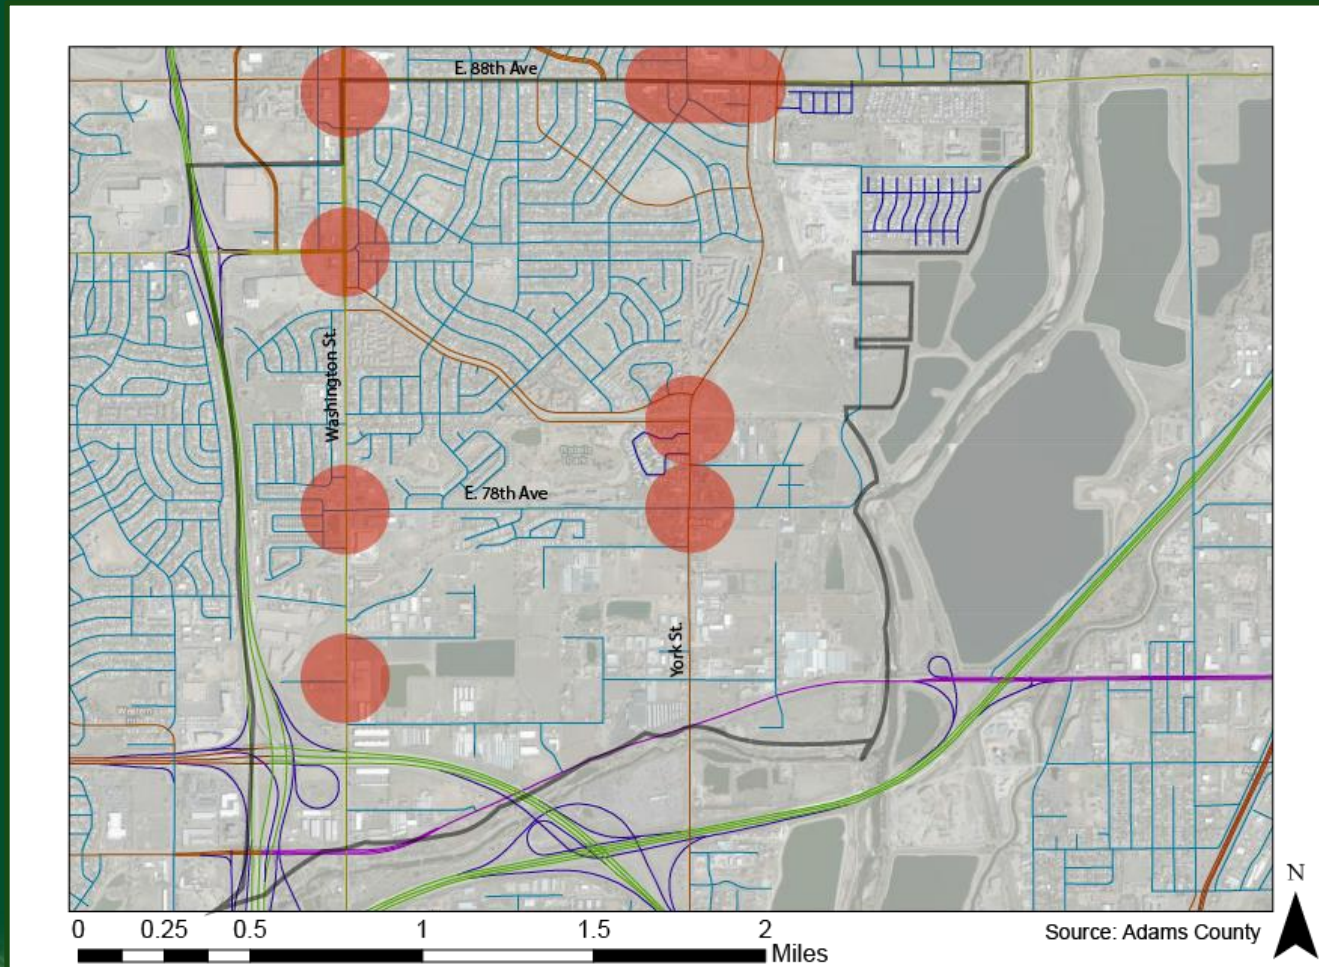 E. 88th Ave
Washington St.
E. 78th Ave
York St.
N
0 0.25 0.5 1 1.5 2
Miles
Source: Adams County